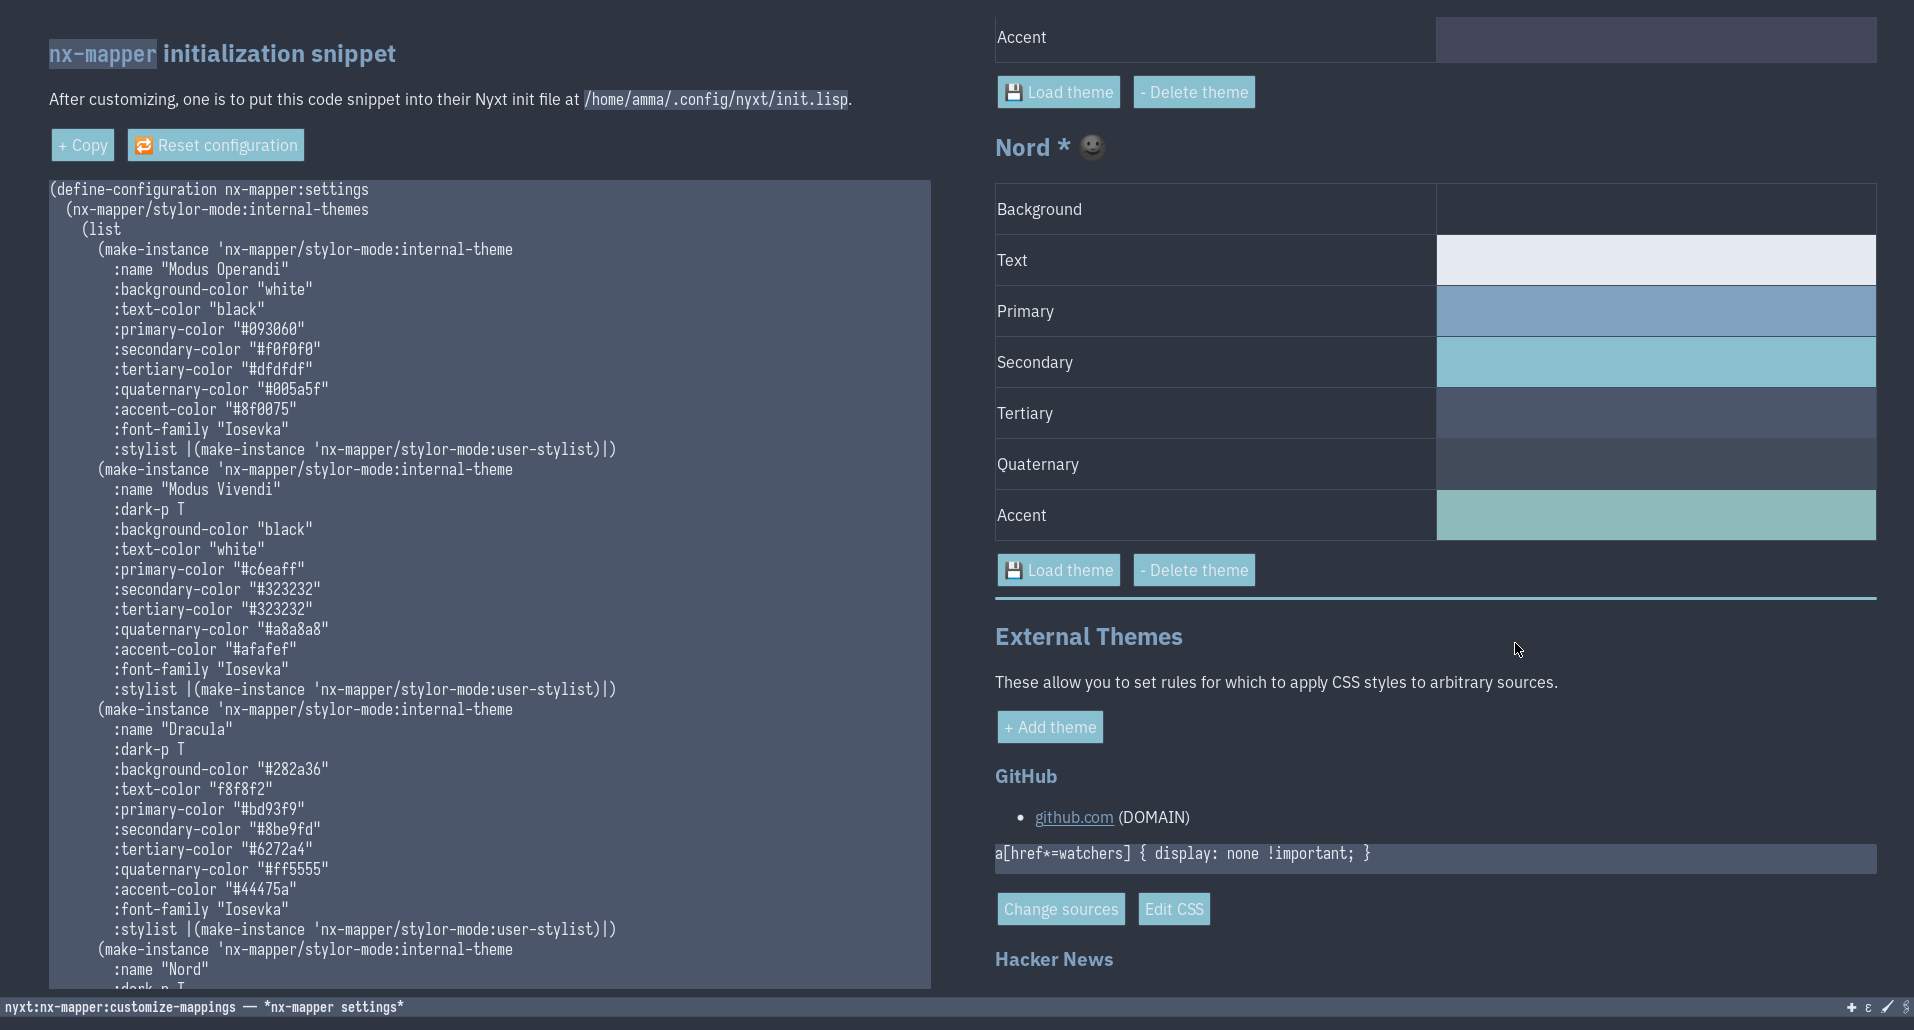 nx-mapper initialization snippet
After customizing, one is to put this code snippet into their Nyxt init file at /home/amma/.config/nyxt/init.lisp.
+ Copy
🔁 Reset configuration
(define-configuration nx-mapper:settings
  (nx-mapper/stylor-mode:internal-themes
    (list
      (make-instance 'nx-mapper/stylor-mode:internal-theme
        :name "Modus Operandi"
        :background-color "white"
        :text-color "black"
        :primary-color "#093060"
        :secondary-color "#f0f0f0"
        :tertiary-color "#dfdfdf"
        :quaternary-color "#005a5f"
        :accent-color "#8f0075"
        :font-family "Iosevka"
        :stylist |(make-instance 'nx-mapper/stylor-mode:user-stylist)|)
      (make-instance 'nx-mapper/stylor-mode:internal-theme
        :name "Modus Vivendi"
        :dark-p T
        :background-color "black"
        :text-color "white"
        :primary-color "#c6eaff"
        :secondary-color "#323232"
        :tertiary-color "#323232"
        :quaternary-color "#a8a8a8"
        :accent-color "#afafef"
        :font-family "Iosevka"
        :stylist |(make-instance 'nx-mapper/stylor-mode:user-stylist)|)
      (make-instance 'nx-mapper/stylor-mode:internal-theme
        :name "Dracula"
        :dark-p T
        :background-color "#282a36"
        :text-color "f8f8f2"
        :primary-color "#bd93f9"
        :secondary-color "#8be9fd"
        :tertiary-color "#6272a4"
        :quaternary-color "#ff5555"
        :accent-color "#44475a"
        :font-family "Iosevka"
        :stylist |(make-instance 'nx-mapper/stylor-mode:user-stylist)|)
      (make-instance 'nx-mapper/stylor-mode:internal-theme
        :name "Nord"
        :dark-p T
Accent
💾 Load theme
- Delete theme
Nord * 🌚
Background
Text
Primary
Secondary
Tertiary
Quaternary
Accent
💾 Load theme
- Delete theme
External Themes
These allow you to set rules for which to apply CSS styles to arbitrary sources.
+ Add theme
GitHub
• github.com (DOMAIN)
a[href*=watchers] { display: none !important; }
Change sources
Edit CSS
Hacker News
nyxt:nx-mapper:customize-mappings — *nx-mapper settings*
✚ ε